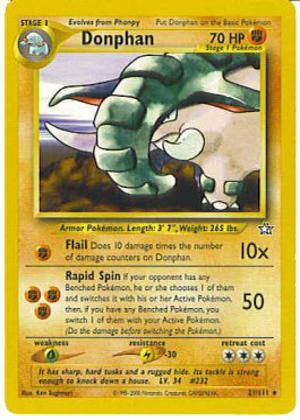 STAGE 1
Evolves from Phanpy
Put Donphan on the Basic Pokémon
Donphan
70 HP
Stage 1 Pokémon
Armor Pokémon. Length: 3' 7", Weight: 265 lbs.
Flail Does 10 damage times the number
of damage counters on Donphan.
10x
Rapid Spin If your opponent has any
Benched Pokémon, he or she chooses 1 of them
and switches it with his or her Active Pokémon,
then, if you have any Benched Pokémon, you
switch 1 of them with your Active Pokémon.
(Do the damage switching the Pokémon.)
50
weakness
resistance
retreat cost
-30
It has sharp, hard tusks and a rugged hide. Its tackle is strong
enough to knock down a house. LV. 34 #232
Illus. Ken Sugimori
21/111